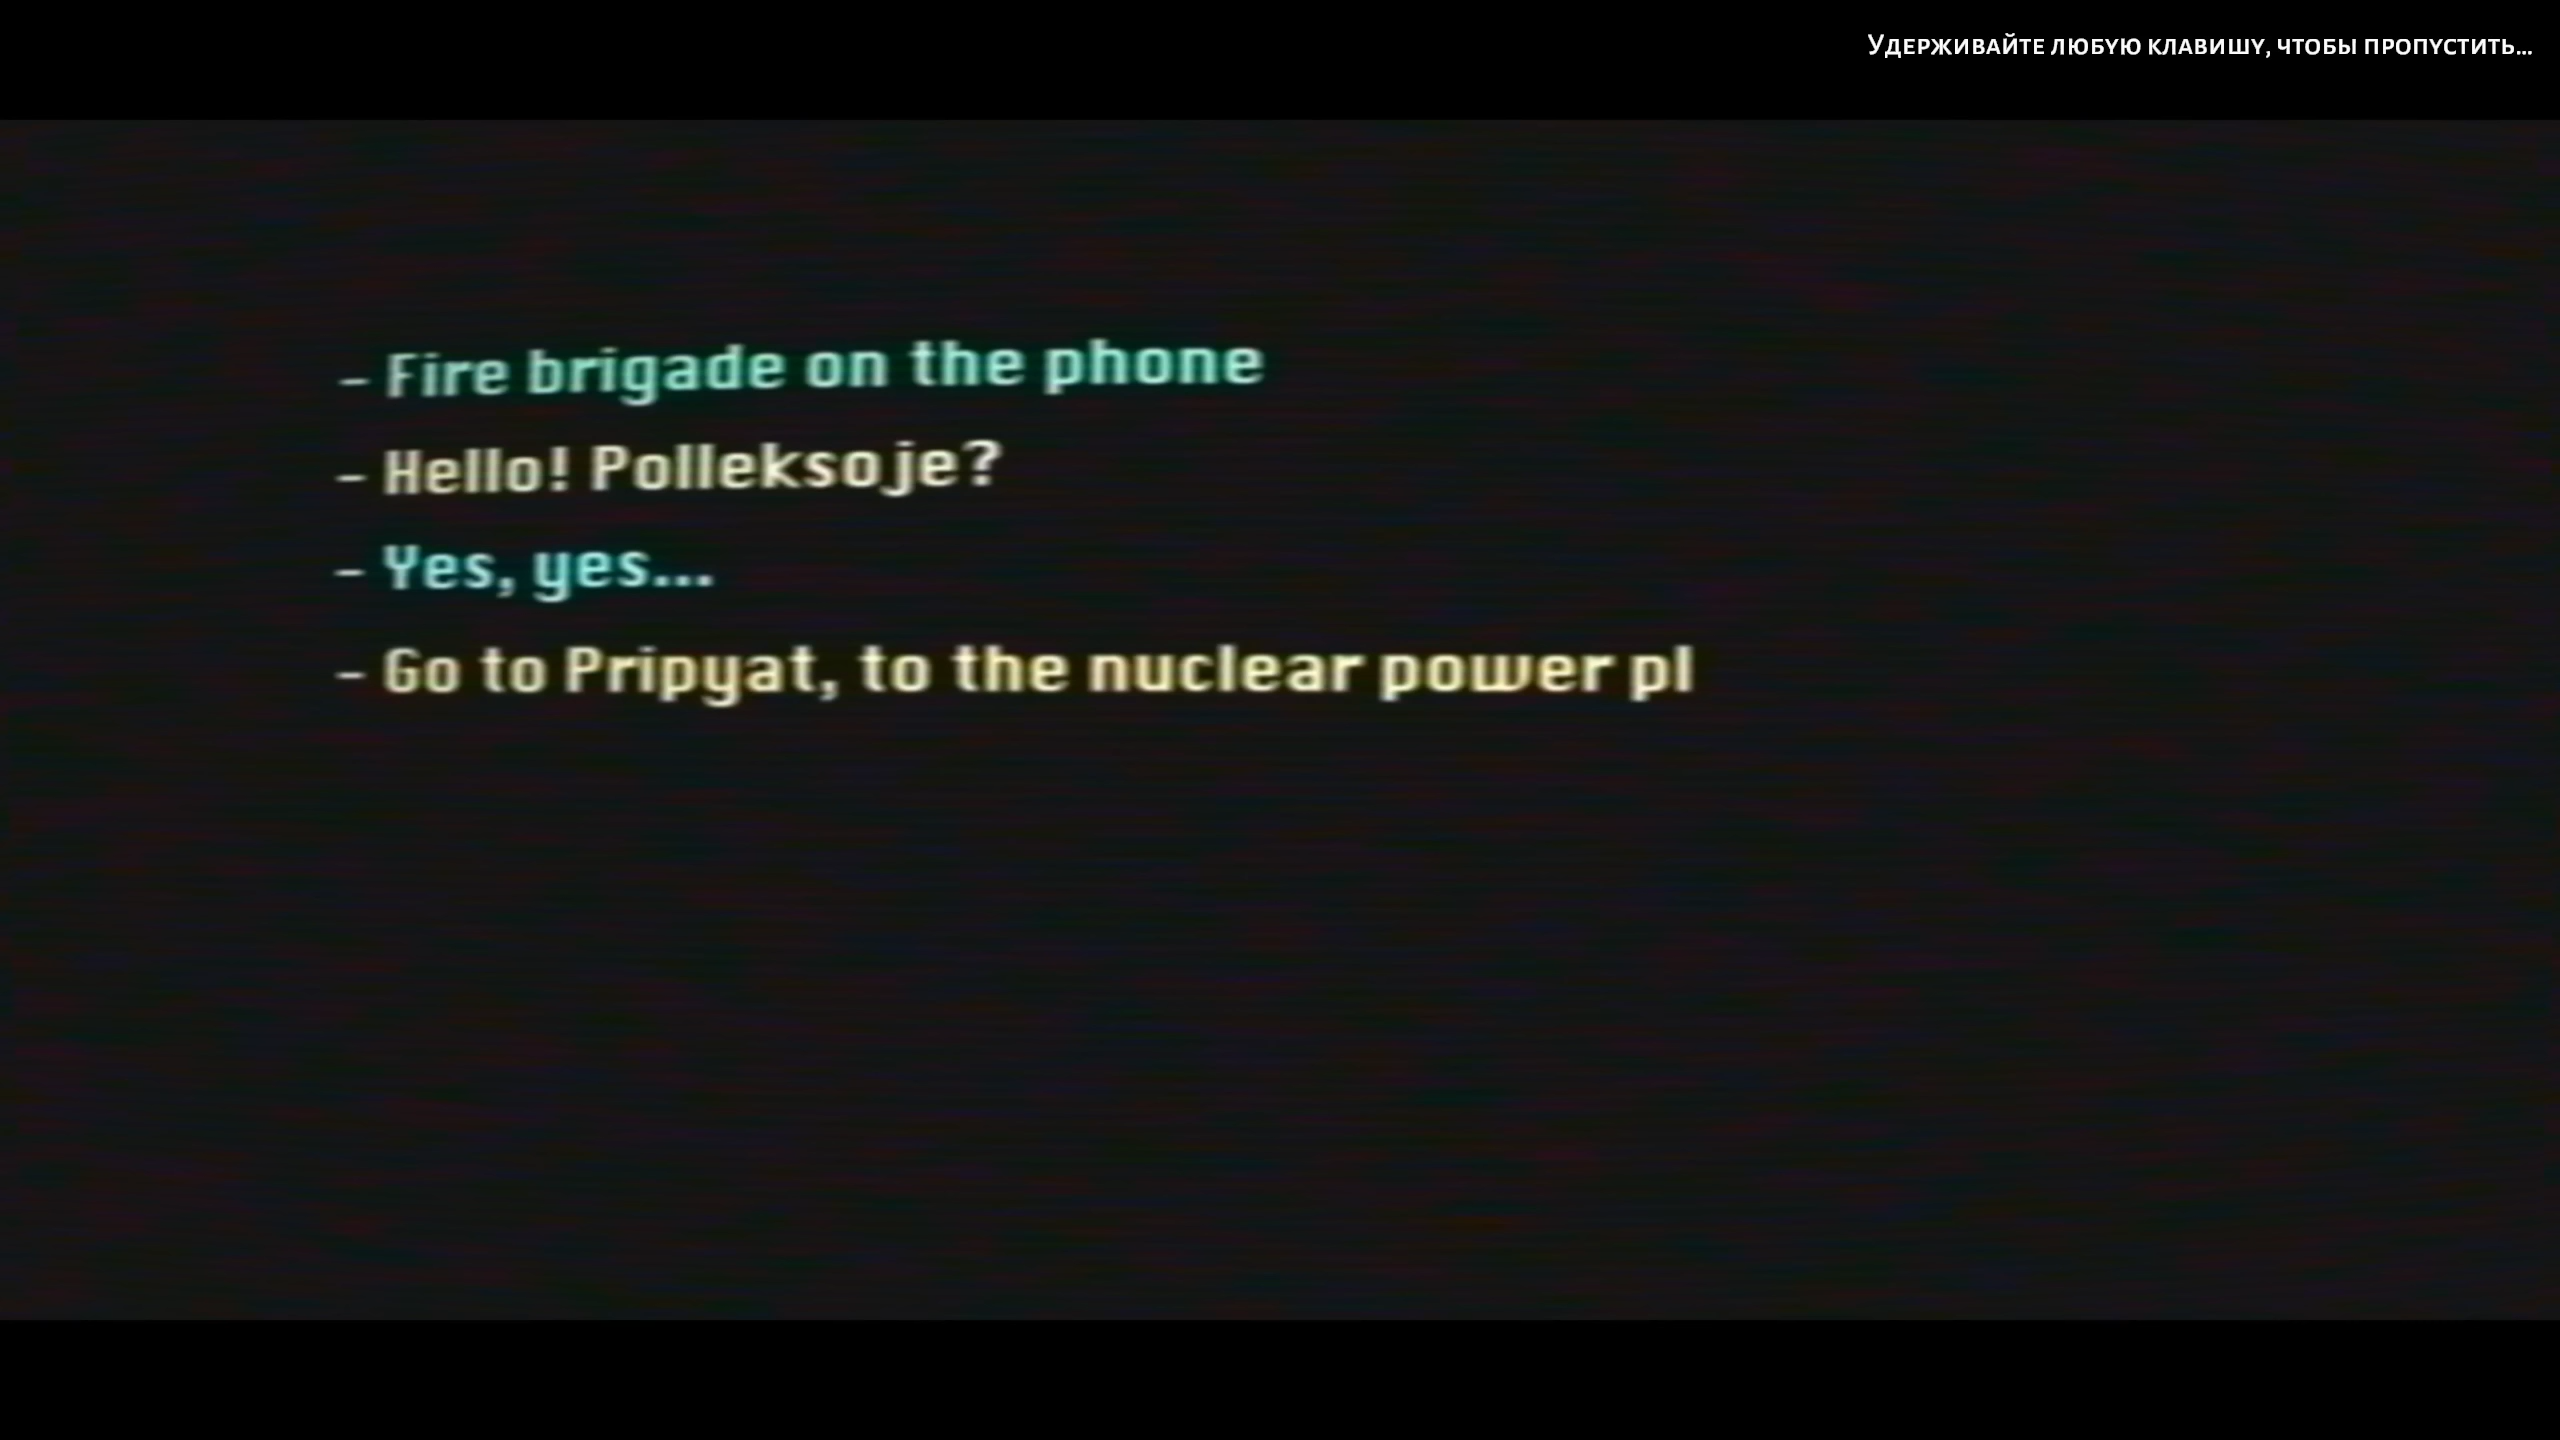 Удерживайте любую клавишу, чтобы пропустить...
- Fire brigade on the phone
- Hello! Polleksoje?
- Yes, yes...
- Go to Pripyat, to the nuclear power pl